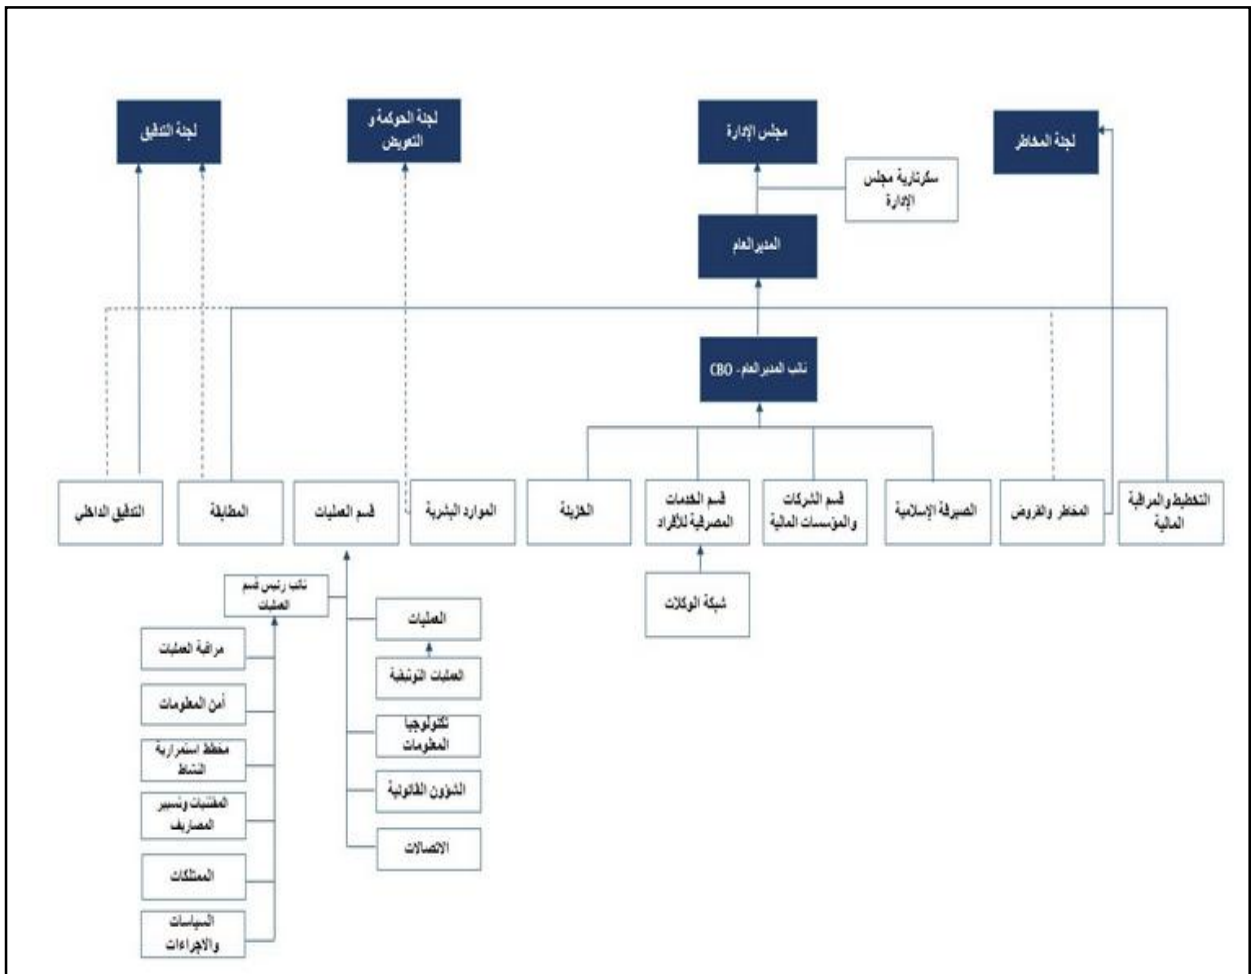 لجنة المخاطر
مجلس الإدارة
لجنة الحوكمة و
التعويض
لجنة التدقيق
سكرتارية مجلس
الإدارة
المدير العام
نائب المدير العام - CBO
التخطيط والمراقبة
المالية
المخاطر والقروض
الصيرفة الإسلامية
قسم الشركات
والمؤسسات المالية
قسم الخدمات
المصرفية للأفراد
الخزينة
الموارد البشرية
قسم العمليات
المطابقة
التدقيق الداخلي
شبكة الوكلات
نائب رئيس قسم
العمليات
العمليات
العمليات التوثيقية
تكنولوجيا
المعلومات
الشؤون القانونية
الاتصالات
مراقبة العمليات
أمن المعلومات
مخطط استمرارية
النشاط
المقتنيات وتسيير
المصاريف
الممتلكات
السياسات
والاجراءات